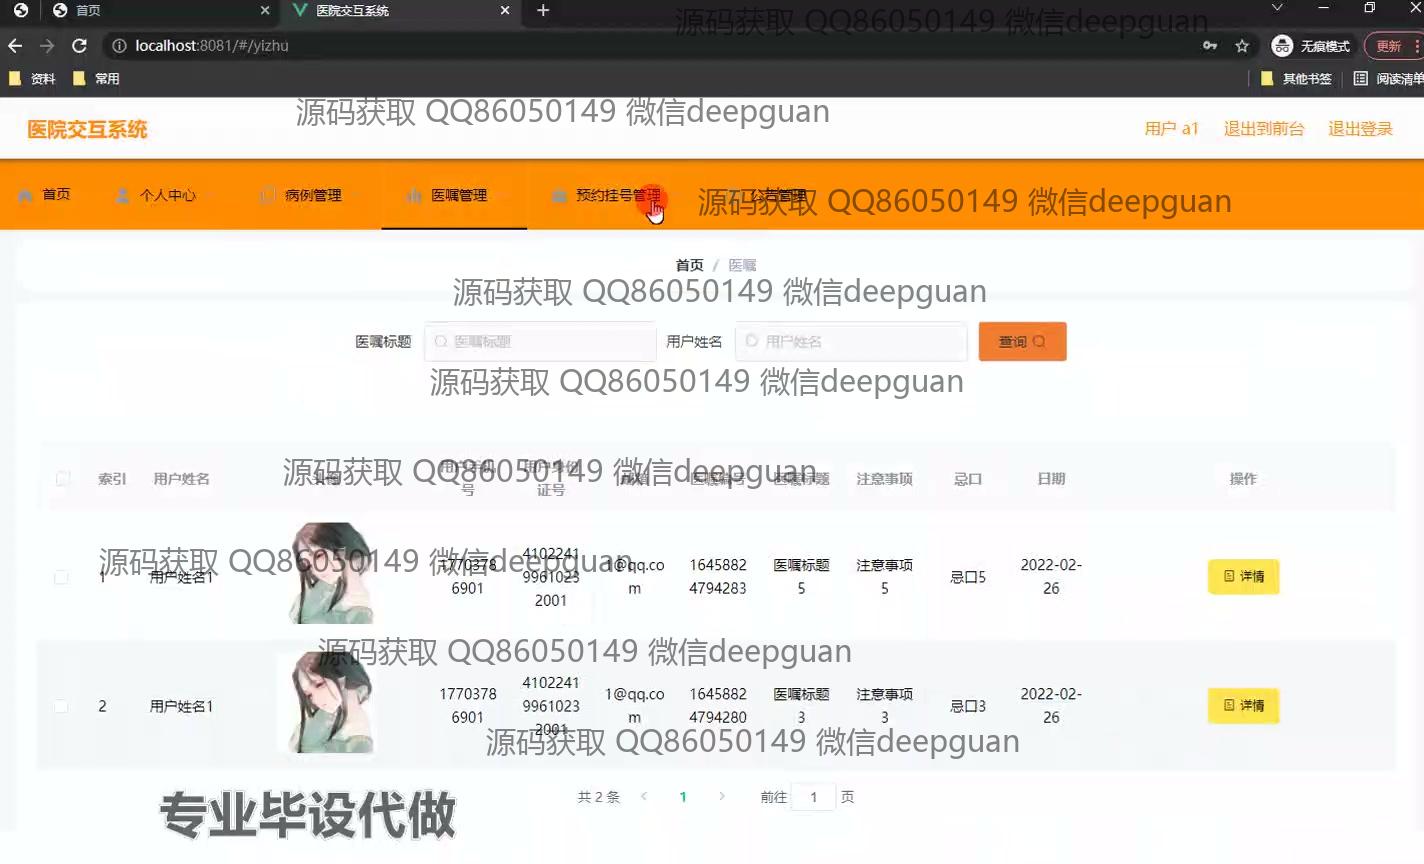 首页
医院交互系统
源码获取 QQ86050149 微信deepguan
localhost:8081/#/yizhu
无痕模式
更新
资料
常用
其他书签
阅读清单
源码获取 QQ86050149 微信deepguan
医院交互系统
用户 a1
退出到前台
退出登录
首页
个人中心
病例管理
医嘱管理
预约挂号管理
公告管理
源码获取 QQ86050149 微信deepguan
首页 / 医嘱
源码获取 QQ86050149 微信deepguan
医嘱标题
医嘱标题
用户姓名
用户姓名
查询
源码获取 QQ86050149 微信deepguan
索引
用户姓名
头像
用户手机号
用户身份证号
邮箱
医嘱编号
医嘱标题
注意事项
忌口
日期
操作
源码获取 QQ86050149 微信deepguan
1
用户姓名1
1770378
6901
4102241
9961023
2001
1@qq.co
m
1645882
4794283
医嘱标题
5
注意事项
5
忌口5
2022-02-
26
详情
源码获取 QQ86050149 微信deepguan
源码获取 QQ86050149 微信deepguan
2
用户姓名1
1770378
6901
4102241
9961023
2001
1@qq.co
m
1645882
4794280
医嘱标题
3
注意事项
3
忌口3
2022-02-
26
详情
源码获取 QQ86050149 微信deepguan
共 2 条
1
前往 1 页
专业毕设代做